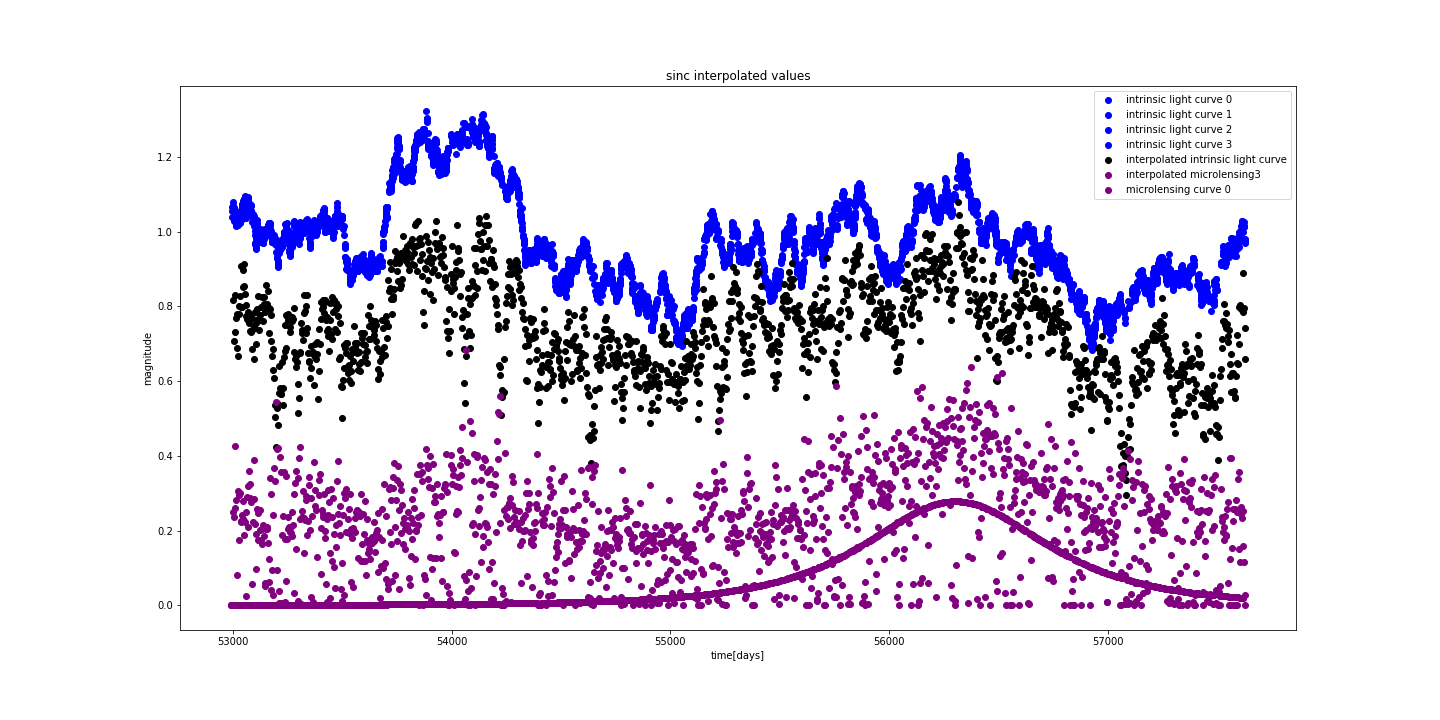 sinc interpolated values
intrinsic light curve 0
intrinsic light curve 1
intrinsic light curve 2
intrinsic light curve 3
interpolated intrinsic light curve
interpolated microlensing3
microlensing curve 0
magnitude
1.2
1.0
0.8
0.6
0.4
0.2
0.0
53000 54000 55000 56000 57000
time[days]